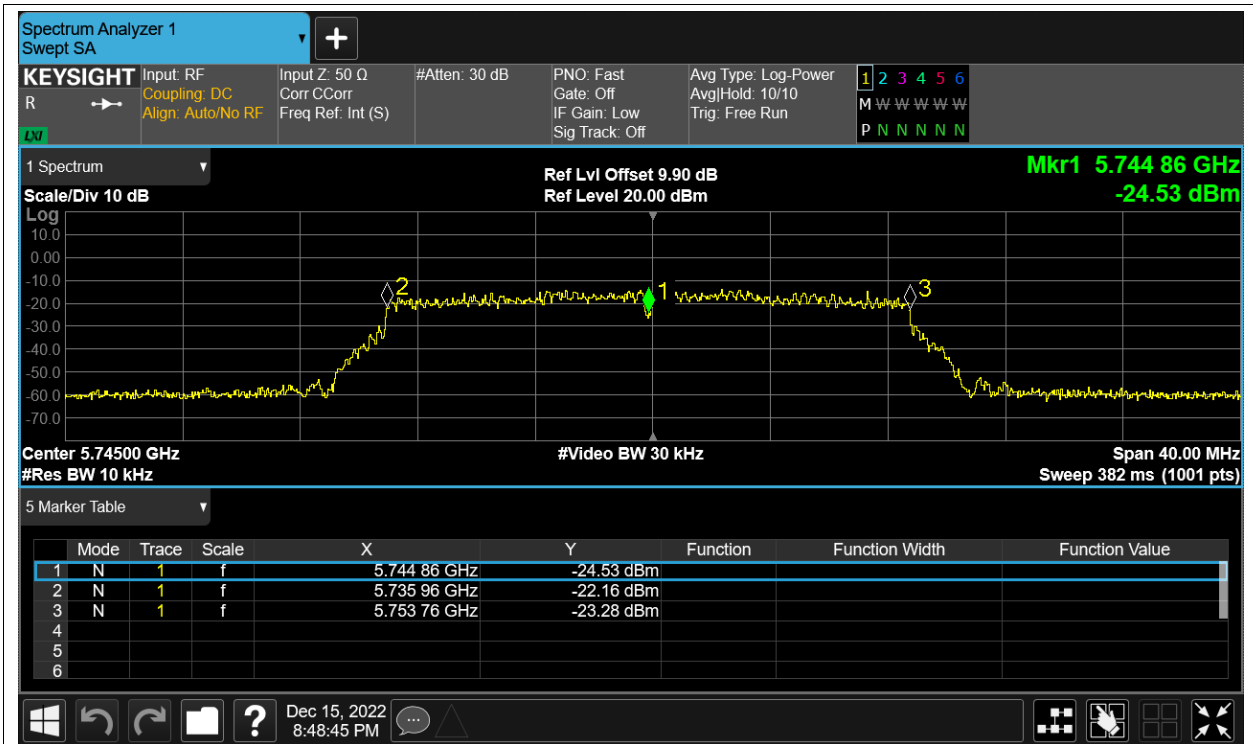 Spectrum Analyzer 1
Swept SA
KEYSIGHT Input: RF Input Z: 50 Ω #Atten: 30 dB PNO: Fast Avg Type: Log-Power 1 2 3 4 5 6
R Coupling: DC Corr CCorr Gate: Off Avg|Hold: 10/10 M W W W W W
Align: Auto/No RF Freq Ref: Int (S) IF Gain: Low Trig: Free Run
LXI Sig Track: Off P N N N N N
1 Spectrum Ref Lvl Offset 9.90 dB Mkr1 5.744 86 GHz
Scale/Div 10 dB Ref Level 20.00 dBm -24.53 dBm
Log
10.0
0.00
-10.0
2 1 3
-20.0
-30.0
-40.0
-50.0
-60.0
-70.0
Center 5.74500 GHz #Video BW 30 kHz Span 40.00 MHz
#Res BW 10 kHz Sweep 382 ms (1001 pts)
5 Marker Table
Mode Trace Scale X Y Function Function Width Function Value
1 N 1 f 5.744 86 GHz -24.53 dBm
2 N 1 f 5.735 96 GHz -22.16 dBm
3 N 1 f 5.753 76 GHz -23.28 dBm
4
5
6
? Dec 15, 2022
8:48:45 PM